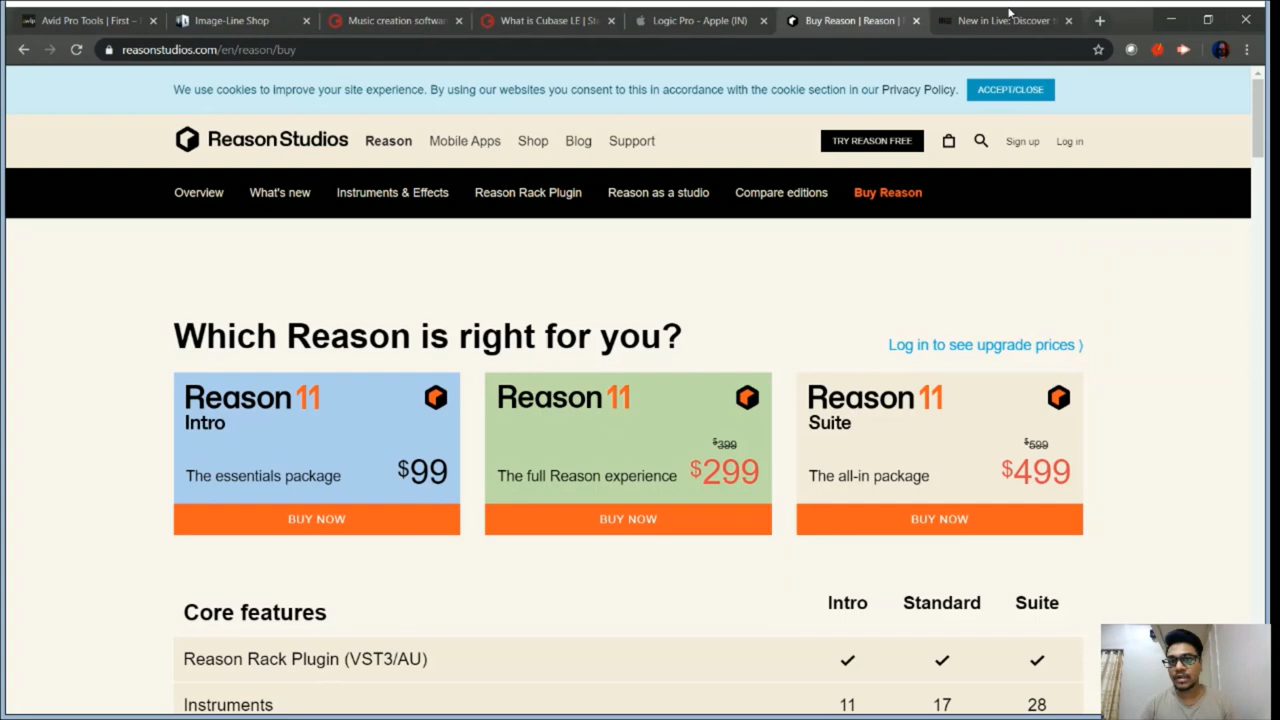 Avid Pro Tools | First –
Image-Line Shop
Music creation softwar
What is Cubase LE | St
Logic Pro - Apple (IN)
Buy Reason | Reason |
New in Live: Discover
reasonstudios.com/en/reason/buy
We use cookies to improve your site experience. By using our websites you consent to this in accordance with the cookie section in our Privacy Policy.
ACCEPT/CLOSE
ReasonStudios
Reason
Mobile Apps
Shop
Blog
Support
TRY REASON FREE
Sign up
Log in
Overview
What's new
Instruments & Effects
Reason Rack Plugin
Reason as a studio
Compare editions
Buy Reason
Which Reason is right for you?
Log in to see upgrade prices ⟩
Reason 11
Intro
The essentials package
$99
BUY NOW
Reason 11
$399
The full Reason experience
$299
BUY NOW
Reason 11
Suite
$599
The all-in package
$499
BUY NOW
Core features
Intro
Standard
Suite
Reason Rack Plugin (VST3/AU)
✓ ✓ ✓
Instruments
11
17
28